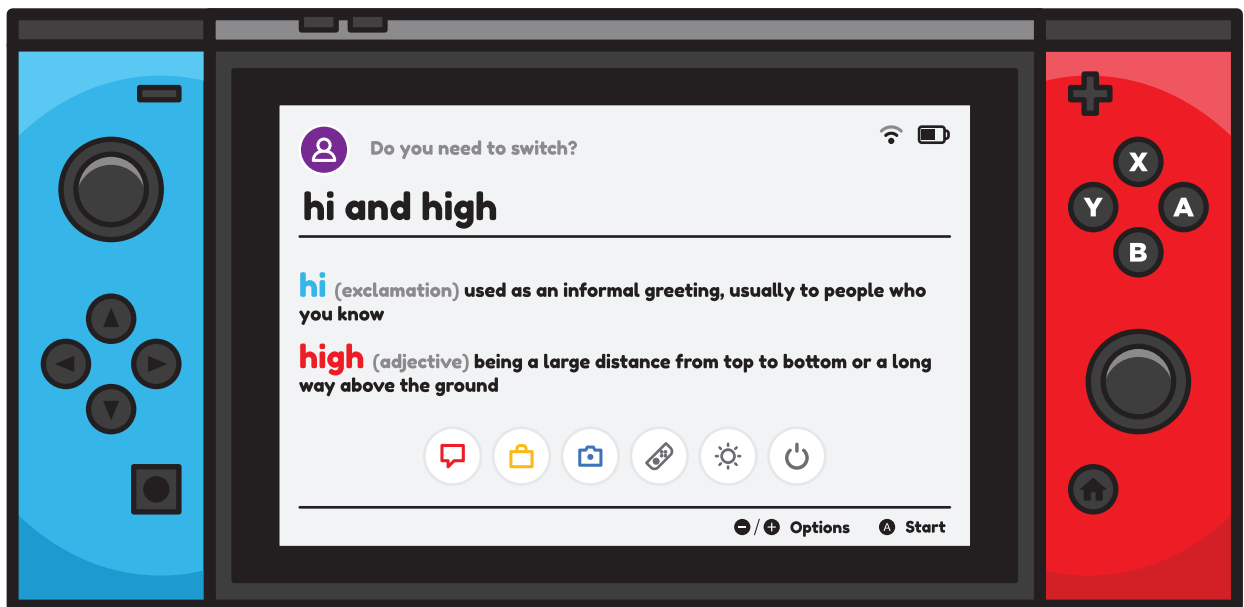 Do you need to switch?
hi and high
hi (exclamation) used as an informal greeting, usually to people who
you know
high (adjective) being a large distance from top to bottom or a long
way above the ground
X
Y
A
B
/ Options A Start